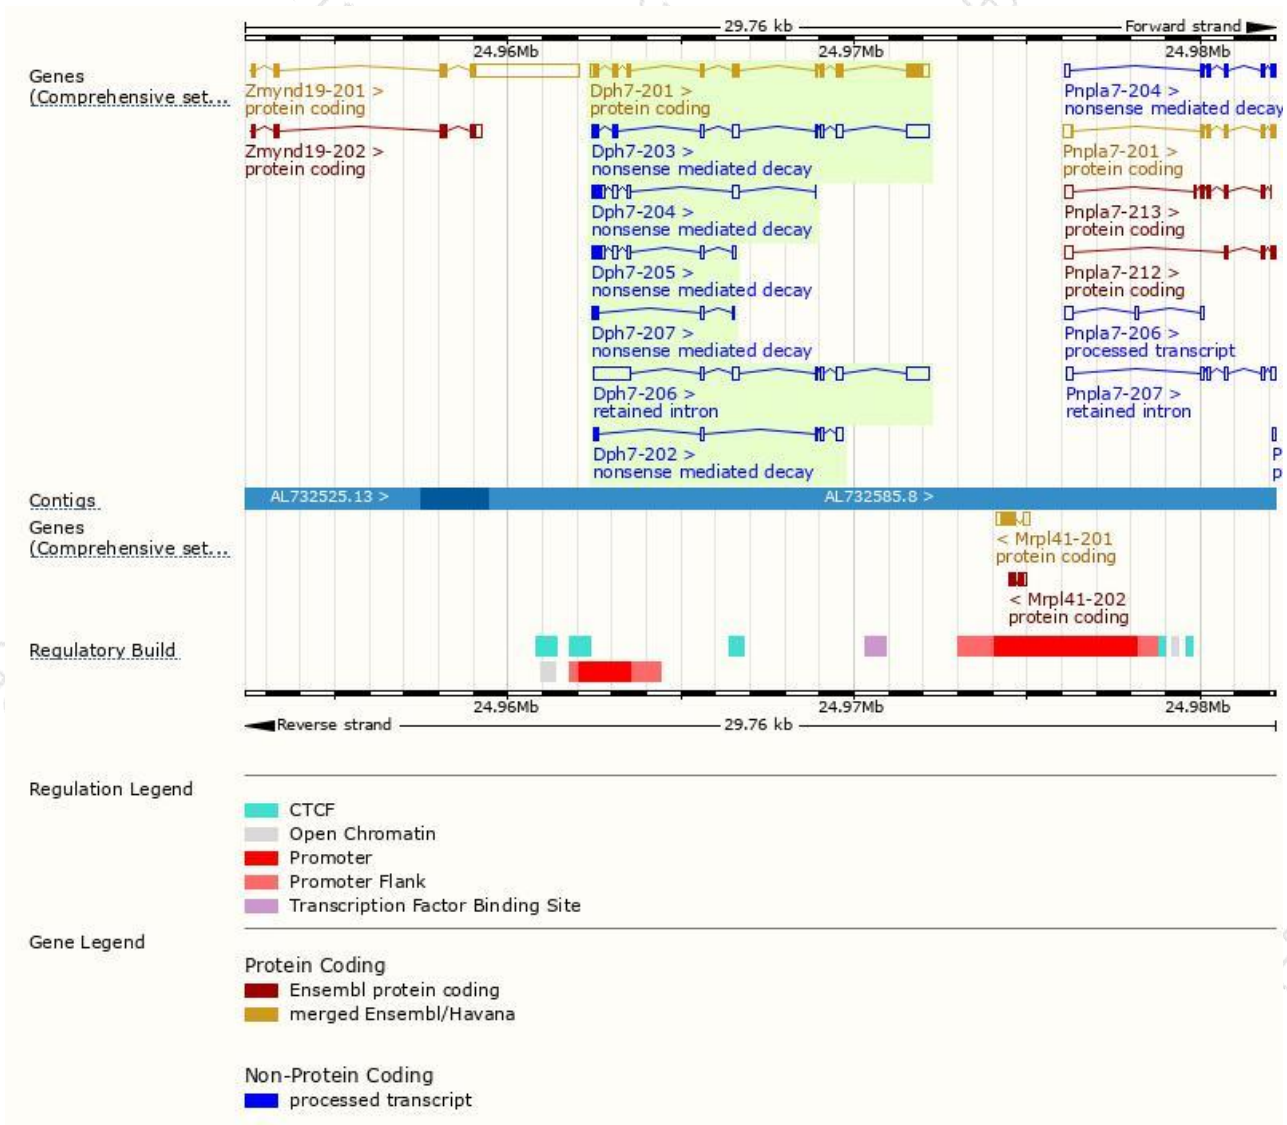 29.76 kb
Forward strand
24.96Mb 24.97Mb 24.98Mb
Genes
(Comprehensive set...
Zmynd19-201 >
protein coding
Zmynd19-202 >
protein coding
Dph7-201 >
protein coding
Dph7-203 >
nonsense mediated decay
Dph7-204 >
nonsense mediated decay
Dph7-205 >
nonsense mediated decay
Dph7-207 >
nonsense mediated decay
Dph7-206 >
retained intron
Dph7-202 >
nonsense mediated decay
Pnpla7-204 >
nonsense mediated decay
Pnpla7-201 >
protein coding
Pnpla7-213 >
protein coding
Pnpla7-212 >
protein coding
Pnpla7-206 >
processed transcript
Pnpla7-207 >
retained intron
P
p
Contigs
AL732525.13 >
AL732585.8 >
Genes
(Comprehensive set...
< Mrpl41-201
protein coding
< Mrpl41-202
protein coding
Regulatory Build
24.96Mb 24.97Mb 24.98Mb
Reverse strand
29.76 kb
Regulation Legend
CTCF
Open Chromatin
Promoter
Promoter Flank
Transcription Factor Binding Site
Gene Legend
Protein Coding
Ensembl protein coding
merged Ensembl/Havana
Non-Protein Coding
processed transcript